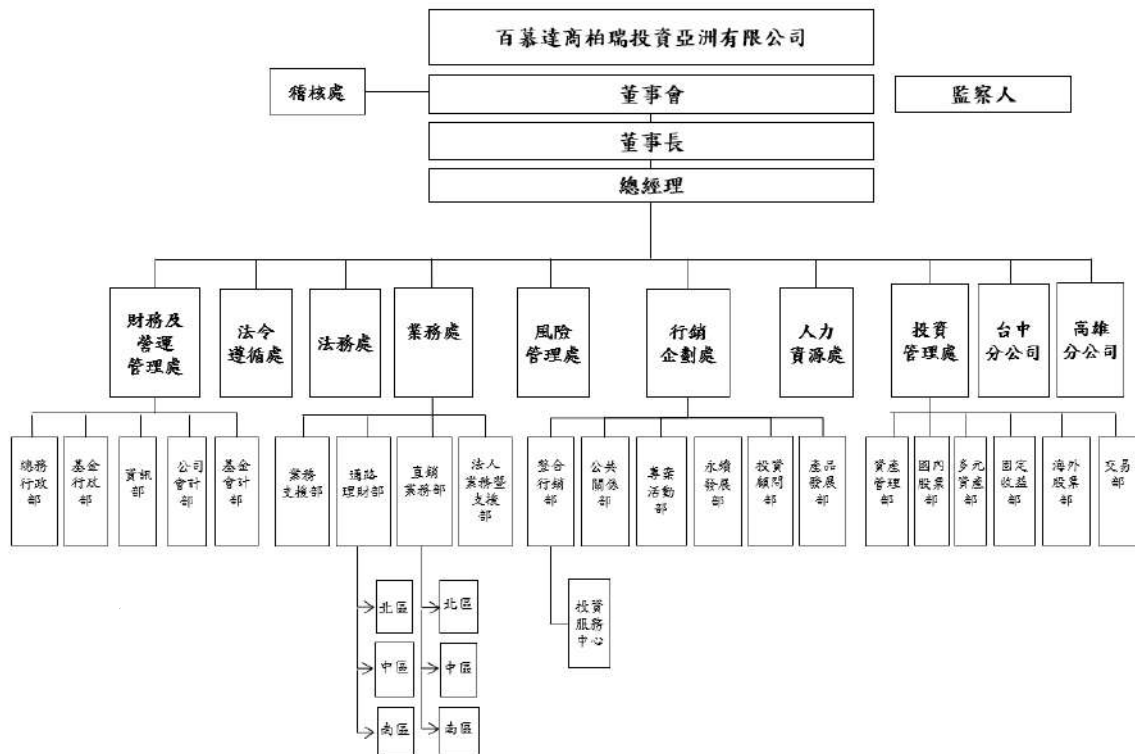 百慕達商柏瑞投資亞洲有限公司
稽核處
董事會
監察人
董事長
總經理
財務及
營運
管理處
法令
遵循處
法務處
業務處
風險
管理處
行銷
企劃處
人力
資源處
投資
管理處
台中
分公司
高雄
分公司
總務
行政
部
基金
行政
部
資訊
部
公司
會計
部
基金
會計
部
業務
支援部
通路
理財部
直銷
業務部
法人
業務暨
支援
部
整合
行銷部
公共
關係
部
專案
活動
部
永續
發展
部
投資
顧問
部
產品
發展
部
資產
管理
部
國內
股票
部
多元
資產
部
固定
收益
部
海外
股票
部
交易
部
北區
北區
中區
中區
南區
南區
投資
服務
中心